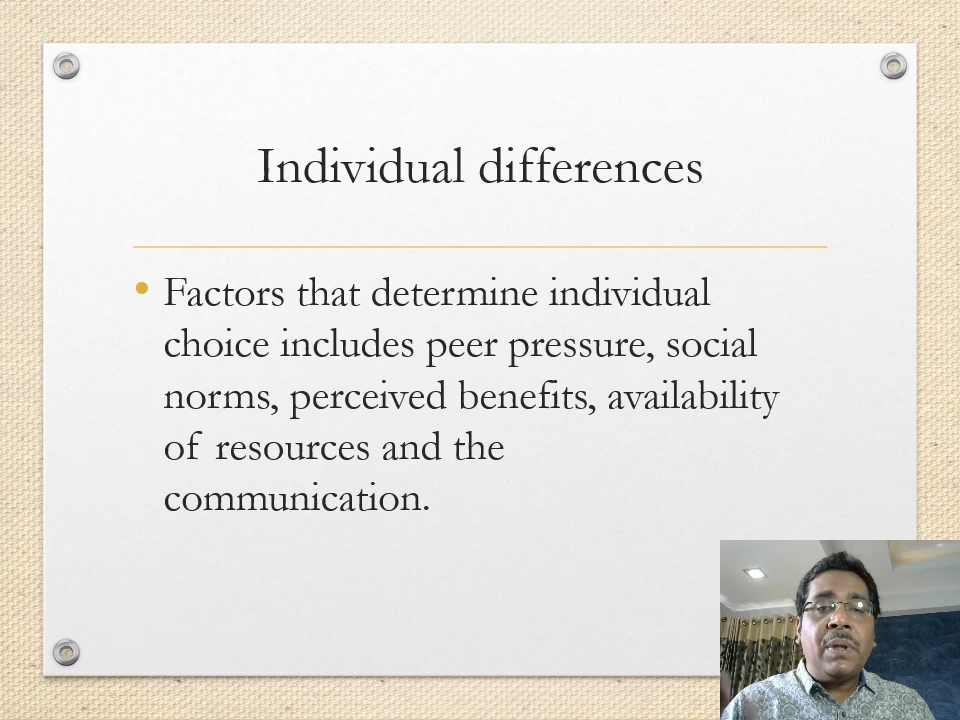 Individual differences
• Factors that determine individual
choice includes peer pressure, social
norms, perceived benefits, availability
of resources and the
communication.